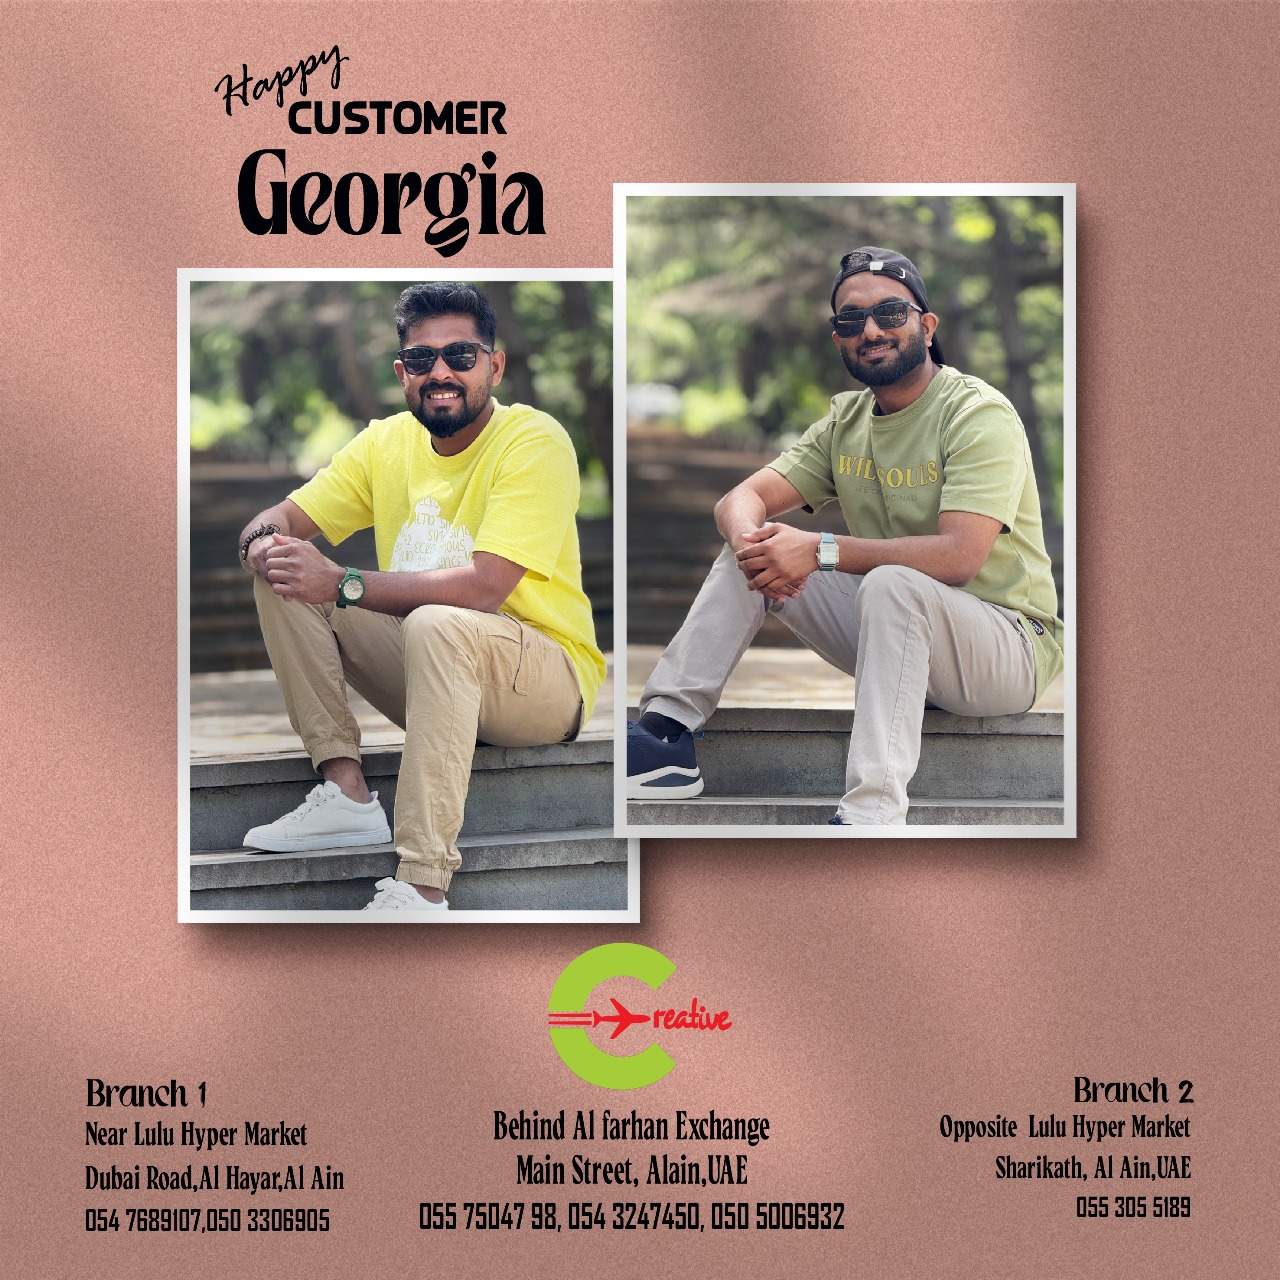 Happy
CUSTOMER
Georgia
WILD SOULS
Creative
Branch 1
Near Lulu Hyper Market
Dubai Road,Al Hayar,Al Ain
054 7689107,050 3306905
Behind Al farhan Exchange
Main Street, Alain,UAE
055 75047 98, 054 3247450, 050 5006932
Branch 2
Opposite Lulu Hyper Market
Sharikath, Al Ain,UAE
055 305 5189